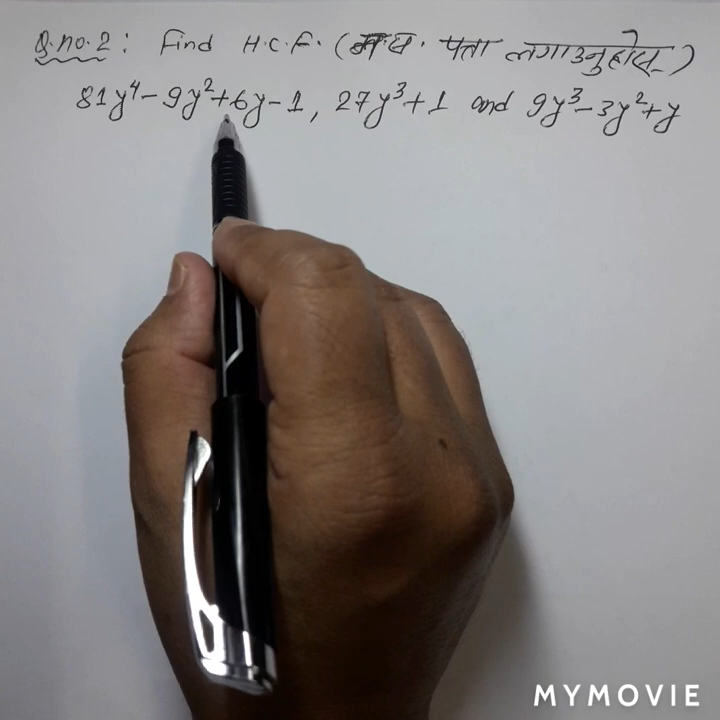 Q.no.2: Find H.C.F. (म.स. पत्ता लगाउनुहोस्)
81y⁴-9y²+6y-1, 27y³+1 and 9y³-3y²+y
MYMOVIE